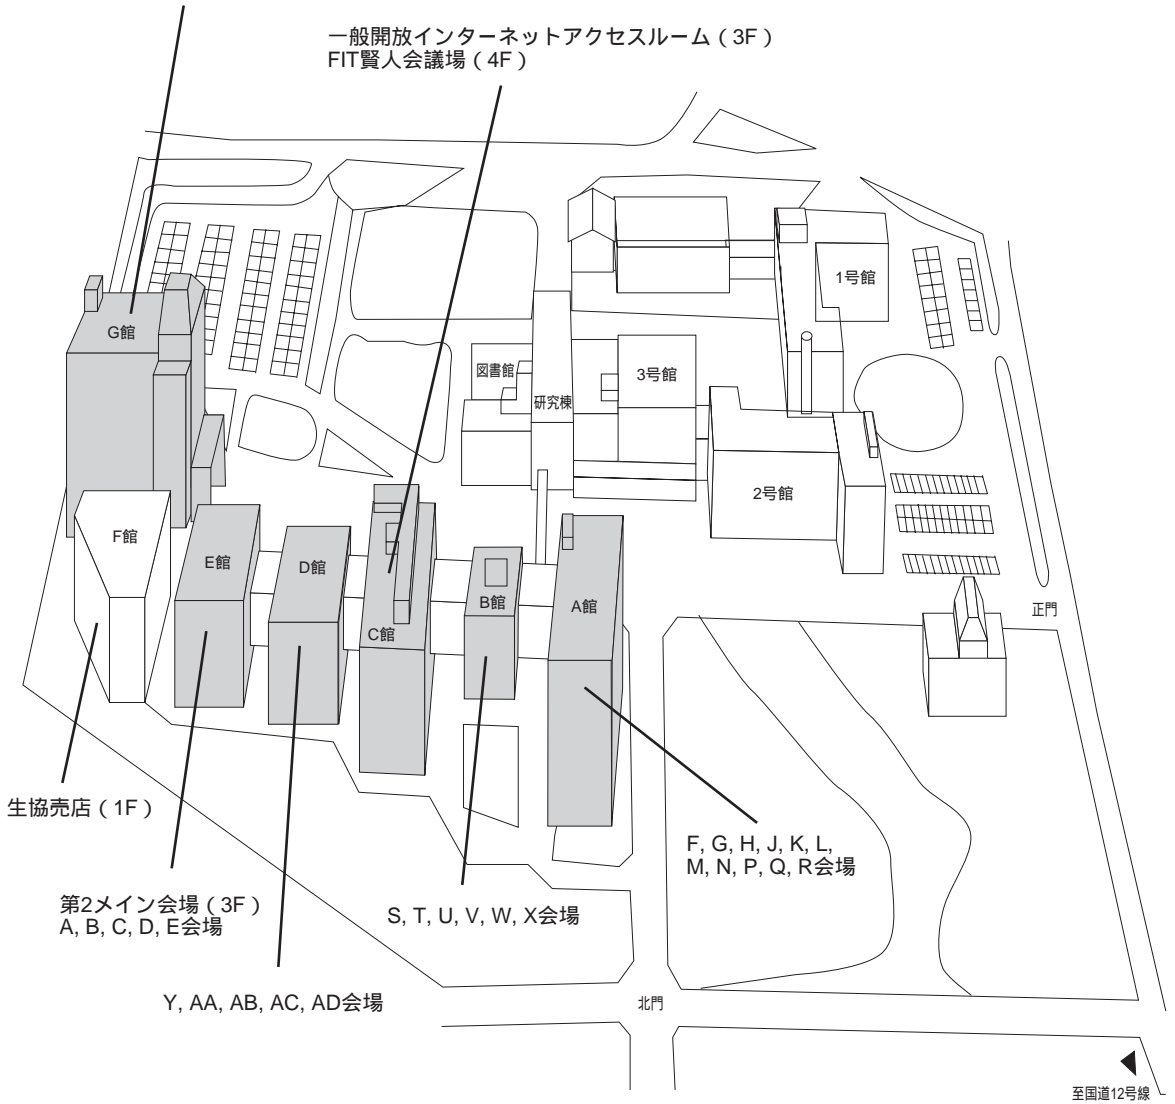 一般開放インターネットアクセスルーム（3F）
FIT賢人会議場（4F）
1号館
G館
図書館
3号館
研究棟
2号館
F館
E館
D館
B館
A館
正門
C館
生協売店（1F）
F, G, H, J, K, L,
M, N, P, Q, R会場
第2メイン会場（3F）
A, B, C, D, E会場
S, T, U, V, W, X会場
Y, AA, AB, AC, AD会場
北門
至国道12号線